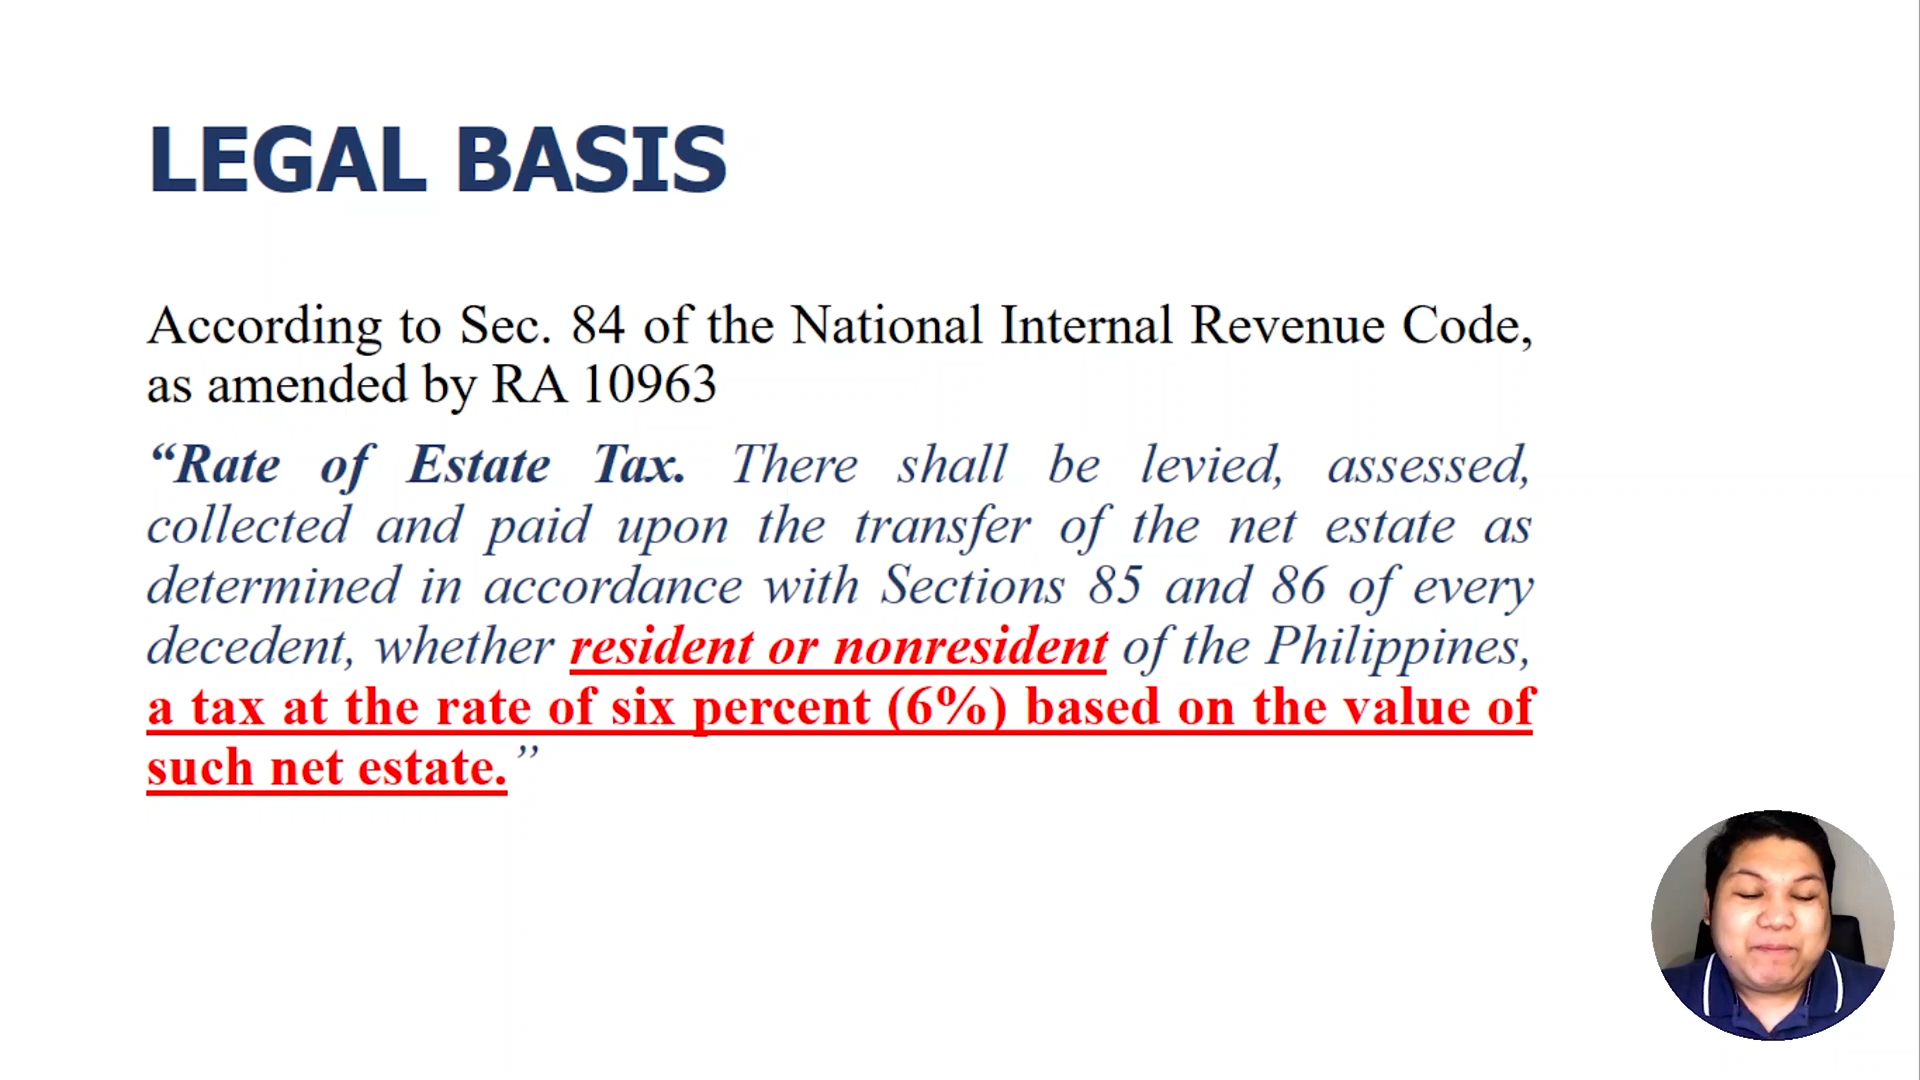 LEGAL BASIS
According to Sec. 84 of the National Internal Revenue Code,
as amended by RA 10963
“Rate of Estate Tax. There shall be levied, assessed,
collected and paid upon the transfer of the net estate as
determined in accordance with Sections 85 and 86 of every
decedent, whether resident or nonresident of the Philippines,
a tax at the rate of six percent (6%) based on the value of
such net estate.”